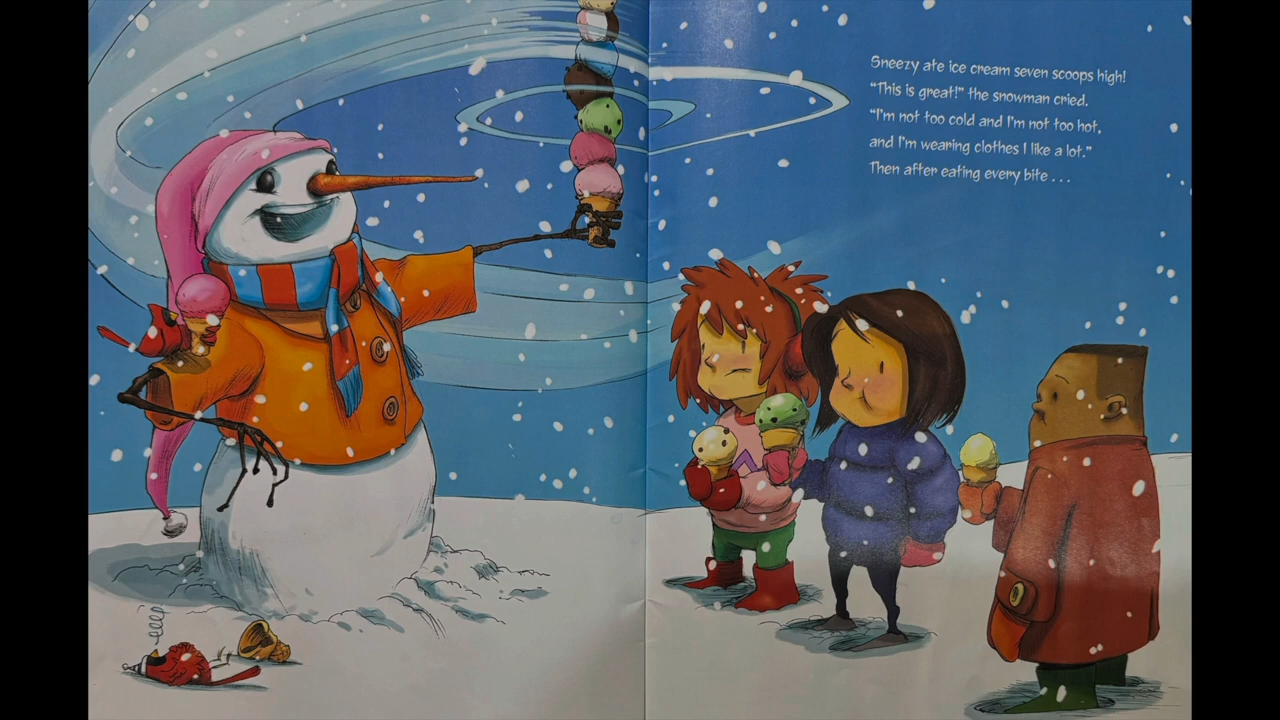 Sneezy ate ice cream seven scoops high!
“This is great!” the snowman cried.
“I’m not too cold and I’m not too hot,
and I’m wearing clothes I like a lot.”
Then after eating every bite . . .